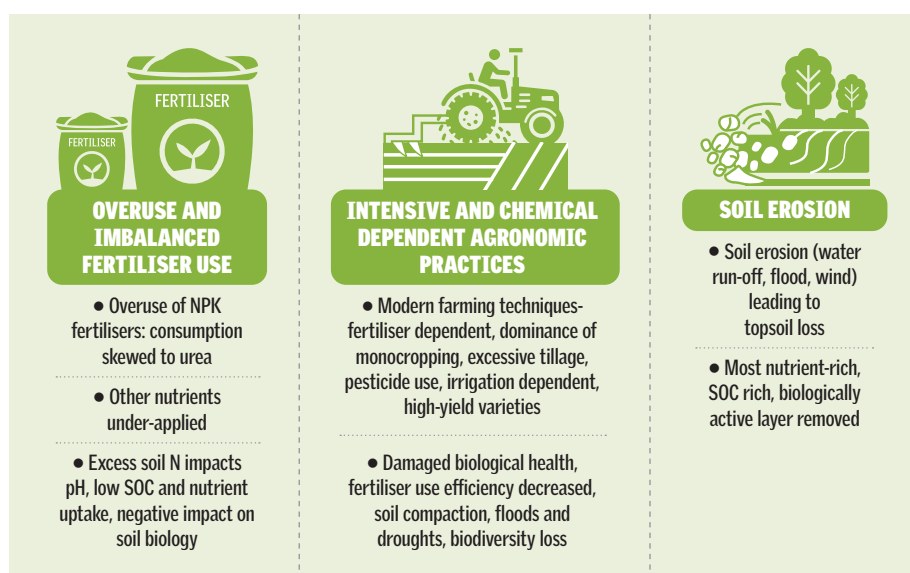 FERTILISER
FERTILISER
OVERUSE AND
IMBALANCED
FERTILISER USE
● Overuse of NPK
fertilisers: consumption
skewed to urea
● Other nutrients
under-applied
● Excess soil N impacts
pH, low SOC and nutrient
uptake, negative impact on
soil biology
INTENSIVE AND CHEMICAL
DEPENDENT AGRONOMIC
PRACTICES
● Modern farming techniques-
fertiliser dependent, dominance of
monocropping, excessive tillage,
pesticide use, irrigation dependent,
high-yield varieties
● Damaged biological health,
fertiliser use efficiency decreased,
soil compaction, floods and
droughts, biodiversity loss
SOIL EROSION
● Soil erosion (water
run-off, flood, wind)
leading to
topsoil loss
● Most nutrient-rich,
SOC rich, biologically
active layer removed